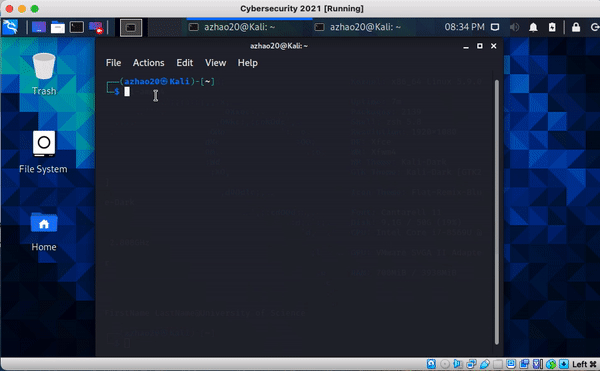 Cybersecurity 2021 [Running]
azhao20@Kali: ~
azhao20@Kali: ~
08:34 PM
azhao20@Kali: ~
File Actions Edit View Help
┌──(azhao20㉿Kali)-[~]
└─$
Trash
File System
Home
Left ⌘